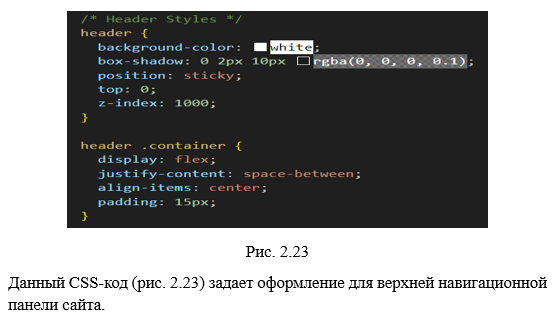 /* Header Styles */
header {
background-color: white;
box-shadow: 0 2px 10px rgba(0, 0, 0, 0.1);
position: sticky;
top: 0;
z-index: 1000;
}
header .container {
display: flex;
justify-content: space-between;
align-items: center;
padding: 15px;
}
Рис. 2.23
Данный CSS-код (рис. 2.23) задает оформление для верхней навигационной
панели сайта.